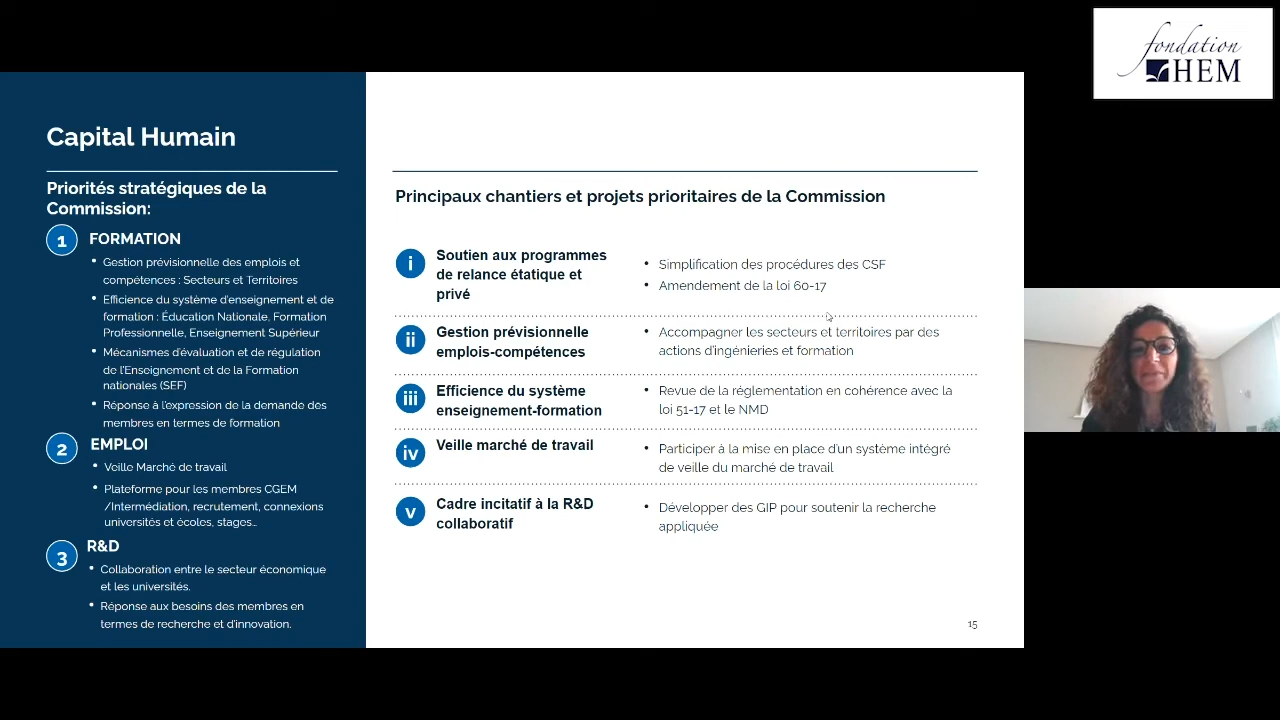 fondation
HEM
Capital Humain
Priorités stratégiques de la
Commission:
1 FORMATION
• Gestion prévisionnelle des emplois et
compétences : Secteurs et Territoires
• Efficience du système d'enseignement et de
formation : Éducation Nationale, Formation
Professionnelle, Enseignement Supérieur
• Mécanismes d'évaluation et de régulation
de l'Enseignement et de la Formation
nationales (SEF)
• Réponse à l'expression de la demande des
membres en termes de formation
2 EMPLOI
• Veille Marché de travail
• Plateforme pour les membres CGEM
/Intermédiation, recrutement, connexions
universités et écoles, stages...
3 R&D
• Collaboration entre le secteur économique
et les universités.
• Réponse aux besoins des membres en
termes de recherche et d'innovation.
Principaux chantiers et projets prioritaires de la Commission
i Soutien aux programmes
de relance étatique et
privé
• Simplification des procédures des CSF
• Amendement de la loi 60-17
ii Gestion prévisionnelle
emplois-compétences
• Accompagner les secteurs et territoires par des
actions d'ingénieries et formation
iii Efficience du système
enseignement-formation
• Revue de la réglementation en cohérence avec la
loi 51-17 et le NMD
iv Veille marché de travail
• Participer à la mise en place d'un système intégré
de veille du marché de travail
v Cadre incitatif à la R&D
collaboratif
• Développer des GIP pour soutenir la recherche
appliquée
15